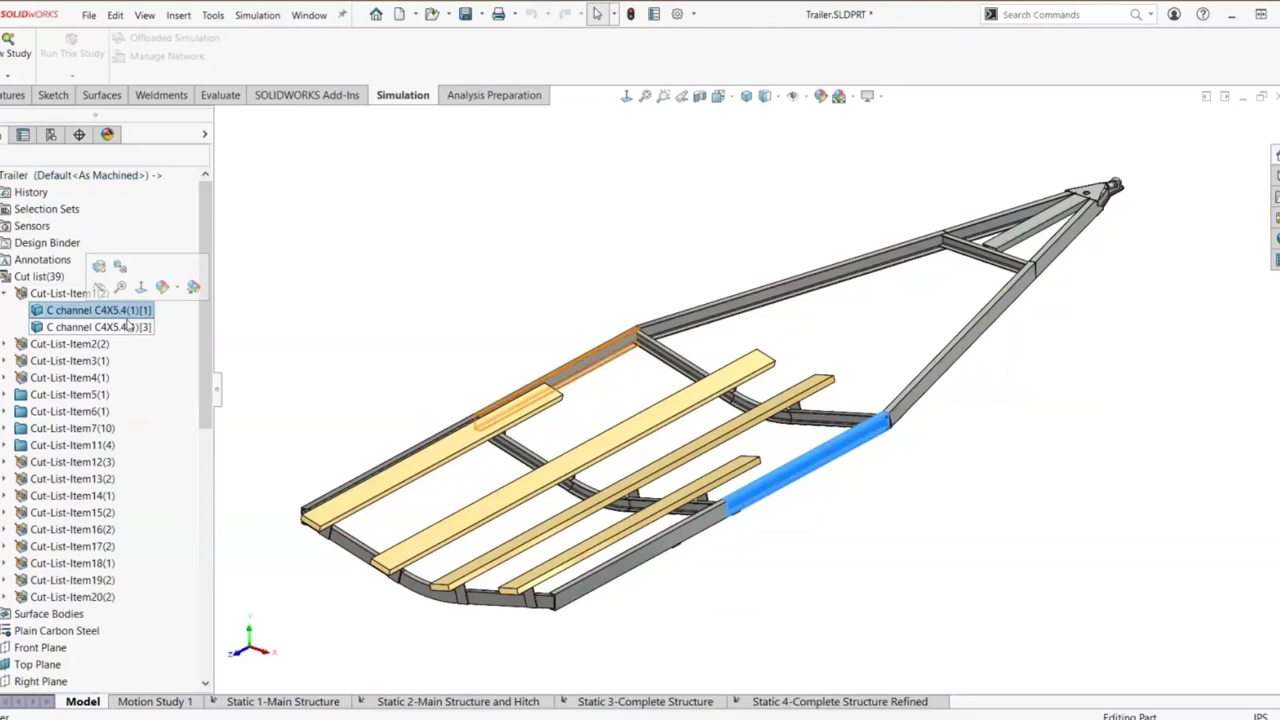 SOLIDWORKS File Edit View Insert Tools Simulation Window Trailer.SLDPRT * Search Commands
Study Run This Study Offloaded Simulation
Manage Network
Sketch Surfaces Weldments Evaluate SOLIDWORKS Add-Ins Simulation Analysis Preparation
Trailer (Default<As Machined>) ->
History
Selection Sets
Sensors
Design Binder
Annotations
Cut list(39)
C channel C4X5.4(1)[1]
Cut-List-Item2(2)
Cut-List-Item3(1)
Cut-List-Item4(1)
Cut-List-Item5(1)
Cut-List-Item6(1)
Cut-List-Item7(10)
Cut-List-Item11(4)
Cut-List-Item12(3)
Cut-List-Item13(2)
Cut-List-Item14(1)
Cut-List-Item15(2)
Cut-List-Item16(2)
Cut-List-Item17(2)
Cut-List-Item18(1)
Cut-List-Item19(2)
Cut-List-Item20(2)
Surface Bodies
Plain Carbon Steel
Front Plane
Top Plane
Right Plane
Y
Z X
Model Motion Study 1 Static 1-Main Structure Static 2-Main Structure and Hitch Static 3-Complete Structure Static 4-Complete Structure Refined
Editing Part IPS